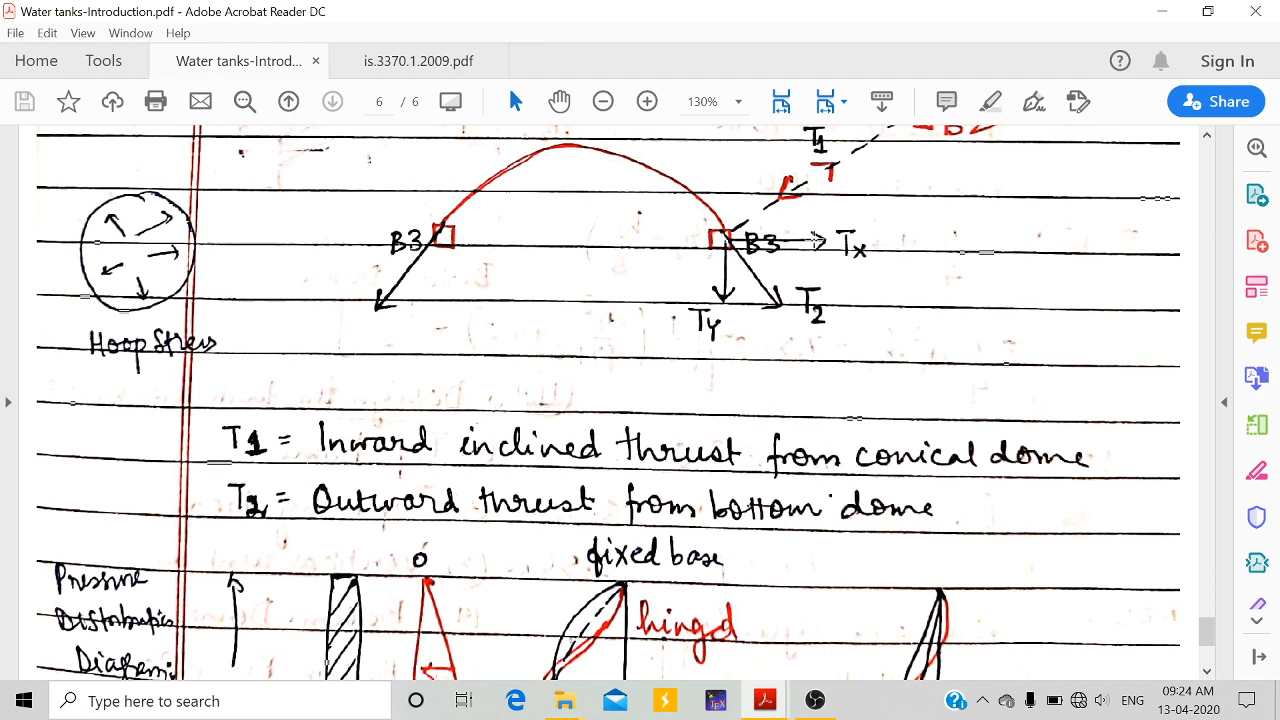 Water tanks-Introduction.pdf - Adobe Acrobat Reader DC
File Edit View Window Help
Home Tools Water tanks-Introd... × is.3370.1.2009.pdf Sign In
6 / 6 130% Share
T1
B2
B3 B3 Tx
Ty T2
Hoop Stress
T1 = Inward inclined thrust from conical dome
T2 = Outward thrust from bottom dome
0 fixed base
Pressure
Distribution hinged
Diagram
Type here to search
ENG 09:24 AM
13-04-2020